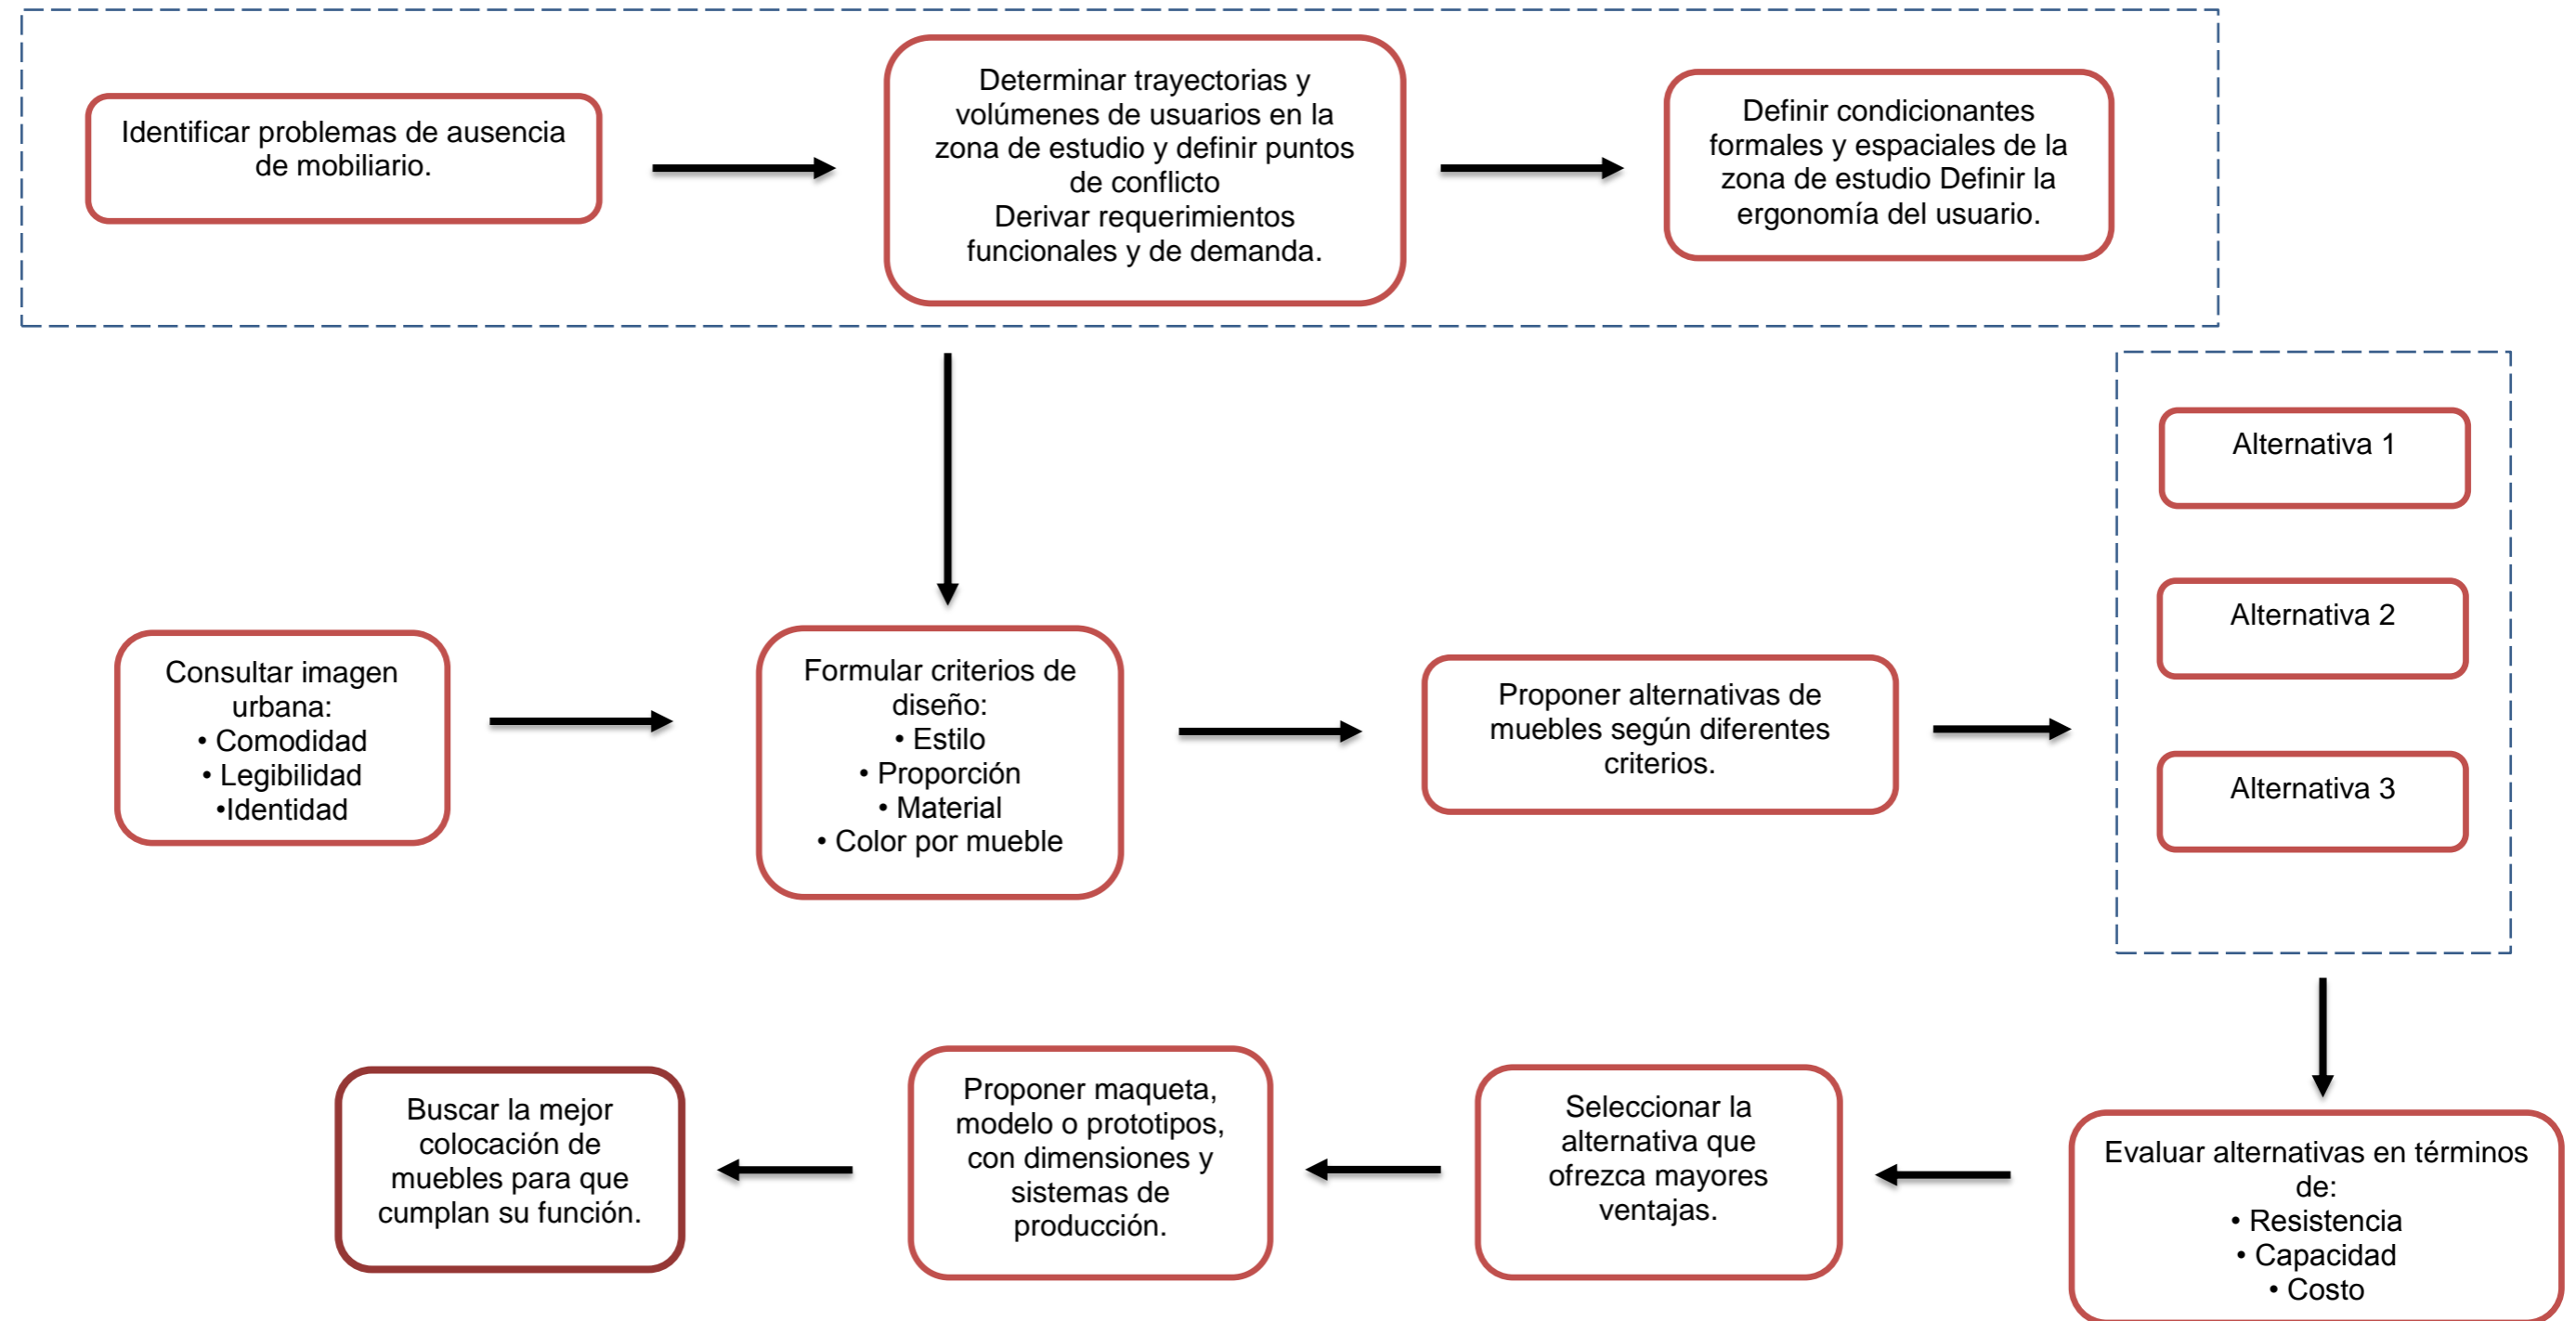 Identificar problemas de ausencia
de mobiliario.
Determinar trayectorias y
volúmenes de usuarios en la
zona de estudio y definir puntos
de conflicto
Derivar requerimientos
funcionales y de demanda.
Definir condicionantes
formales y espaciales de la
zona de estudio Definir la
ergonomía del usuario.
Consultar imagen
urbana:
• Comodidad
• Legibilidad
•Identidad
Formular criterios de
diseño:
• Estilo
• Proporción
• Material
• Color por mueble
Proponer alternativas de
muebles según diferentes
criterios.
Alternativa 1
Alternativa 2
Alternativa 3
Evaluar alternativas en términos
de:
• Resistencia
• Capacidad
• Costo
Seleccionar la
alternativa que
ofrezca mayores
ventajas.
Proponer maqueta,
modelo o prototipos,
con dimensiones y
sistemas de
producción.
Buscar la mejor
colocación de
muebles para que
cumplan su función.